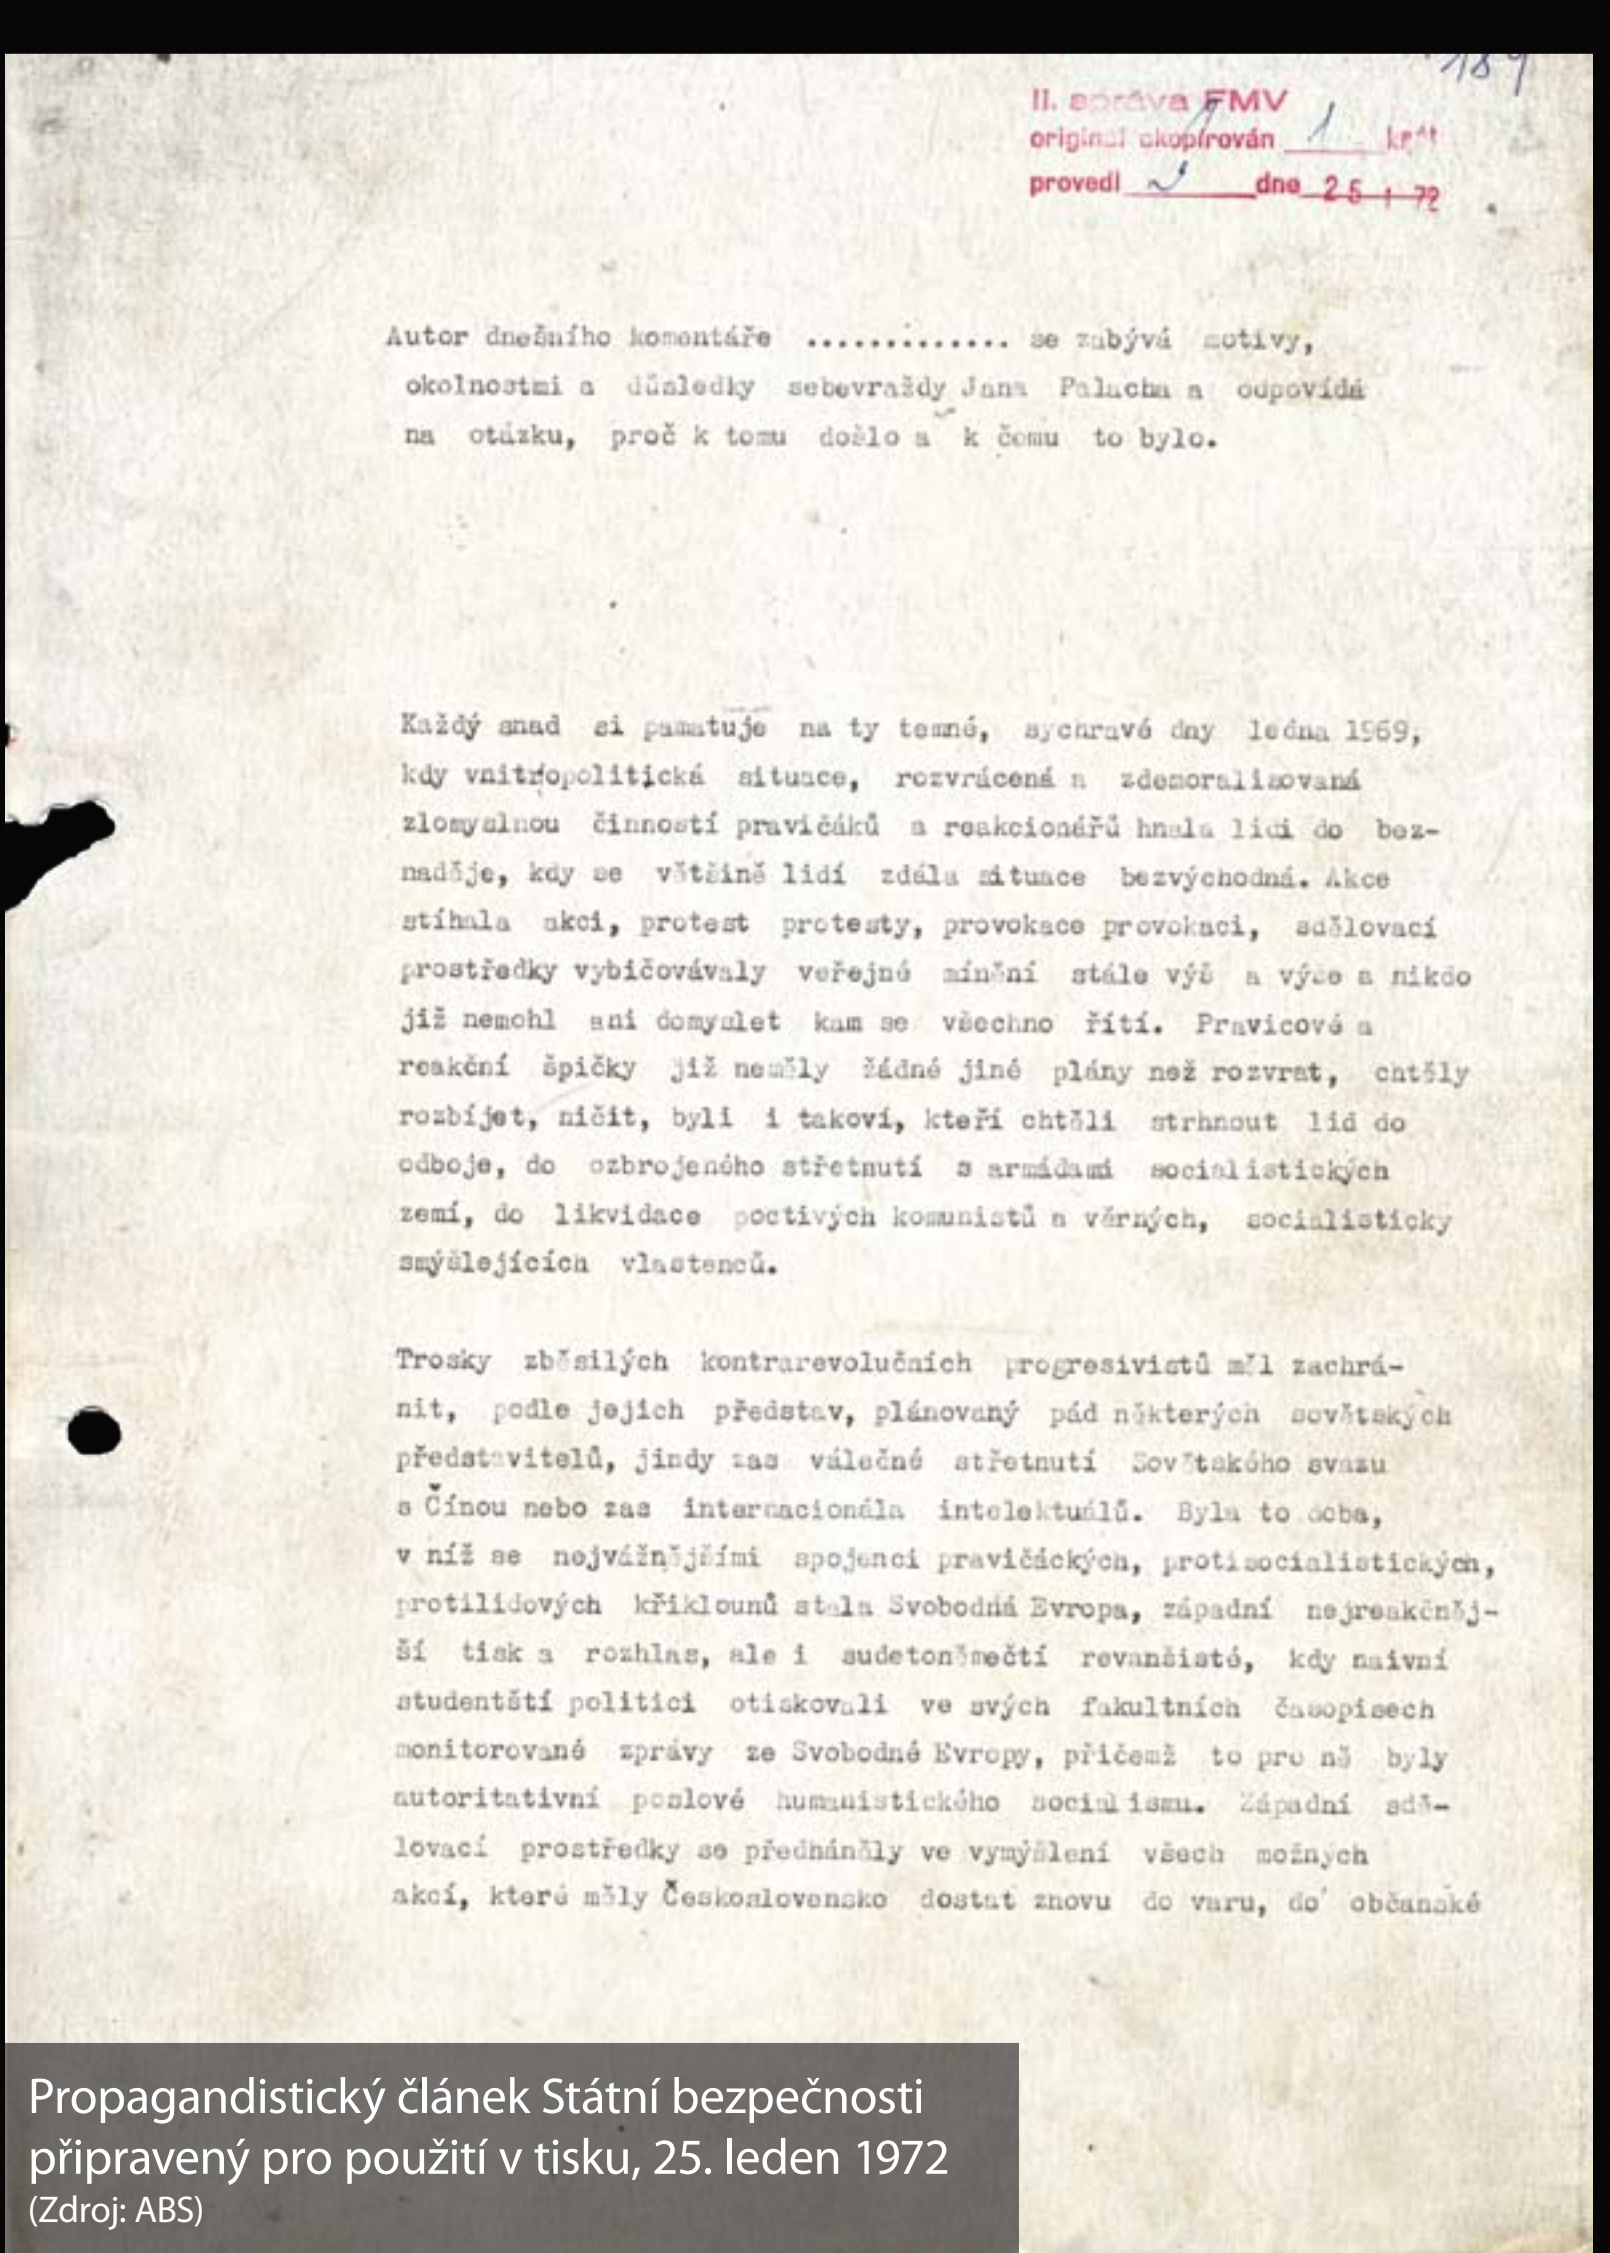 189
II. správa FMV
originál okopírován 1 krát
provedl dne 25 1 72
Autor dnešního komentáře ............. se zabývá motivy,
okolnostmi a důsledky sebevraždy Jana Palacha a odpovídá
na otázku, proč k tomu došlo a k čemu to bylo.
Každý snad si pamatuje na ty temné, sychravé dny ledna 1969,
kdy vnitropolitická situace, rozvrácená a zdemoralisovaná
zlomyslnou činností pravičáků a reakcionářů hnala lidi do bez-
naděje, kdy se většině lidí zdála situace bezvýchodná. Akce
stíhala akci, protest protesty, provokace provokaci, sdělovací
prostředky vybičovávaly veřejné mínění stále výš a výše a nikdo
již nemohl ani domyslet kam se všechno řítí. Pravicové a
reakční špičky již neměly žádné jiné plány než rozvrat, chtěly
rozbíjet, ničit, byli i takoví, kteří chtěli strhnout lid do
odboje, do ozbrojeného střetnutí s armádami socialistických
zemí, do likvidace poctivých komunistů a věrných, socialisticky
smýšlejících vlastenců.
Trosky zběsilých kontrarevolučních progresivistů měl zachrá-
nit, podle jejich představ, plánovaný pád některých sovětských
představitelů, jindy zas válečné střetnutí Sovětského svazu
s Čínou nebo zas internacionála intelektuálů. Byla to doba,
v níž se nejvážnějšími spojenci pravičáckých, protisocialistických,
protilidových křiklounů stala Svobodná Evropa, západní nejreakčněj-
ší tisk a rozhlas, ale i sudetoněmečtí revanšisté, kdy naivní
studentští politici otiskovali ve svých fakultních časopisech
monitorované zprávy ze Svobodné Evropy, přičemž to pro ně byly
autoritativní poslové humanistického socialismu. Západní sdě-
lovací prostředky se předháněly ve vymýšlení všech možných
akcí, které měly Československo dostat znovu do varu, do občanské
Propagandistický článek Státní bezpečnosti
připravený pro použití v tisku, 25. leden 1972
(Zdroj: ABS)